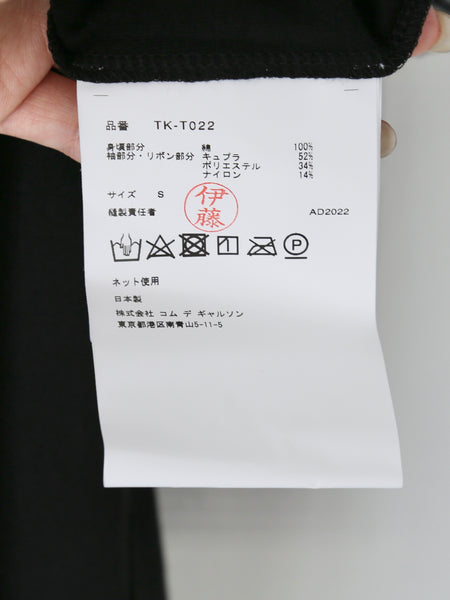 品番 TK-T022
身頃部分 綿 100%
袖部分・リボン部分 キュプラ 52%
ポリエステル 34%
ナイロン 14%
サイズ S
縫製責任者 伊藤 AD2022
P
ネット使用
日本製
株式会社 コム デ ギャルソン
東京都港区南青山5-11-5